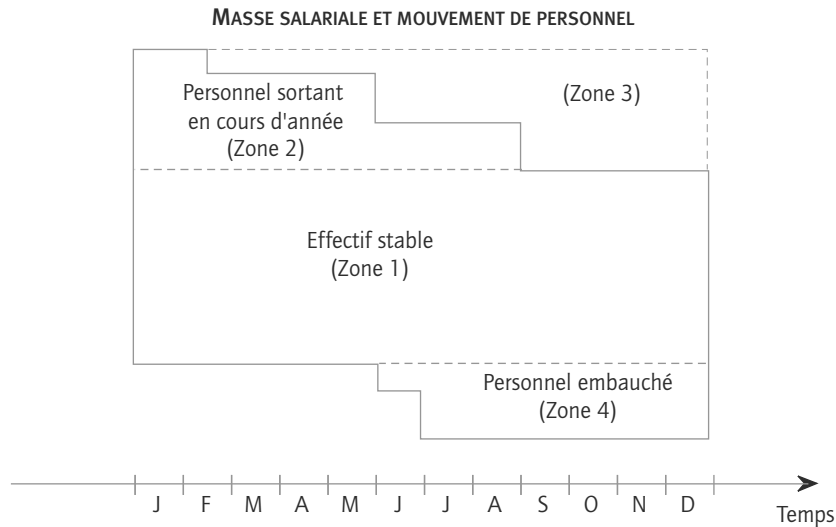 MASSE SALARIALE ET MOUVEMENT DE PERSONNEL
Personnel sortant
en cours d'année
(Zone 2)
(Zone 3)
Effectif stable
(Zone 1)
Personnel embauché
(Zone 4)
J F M A M J J A S O N D
Temps